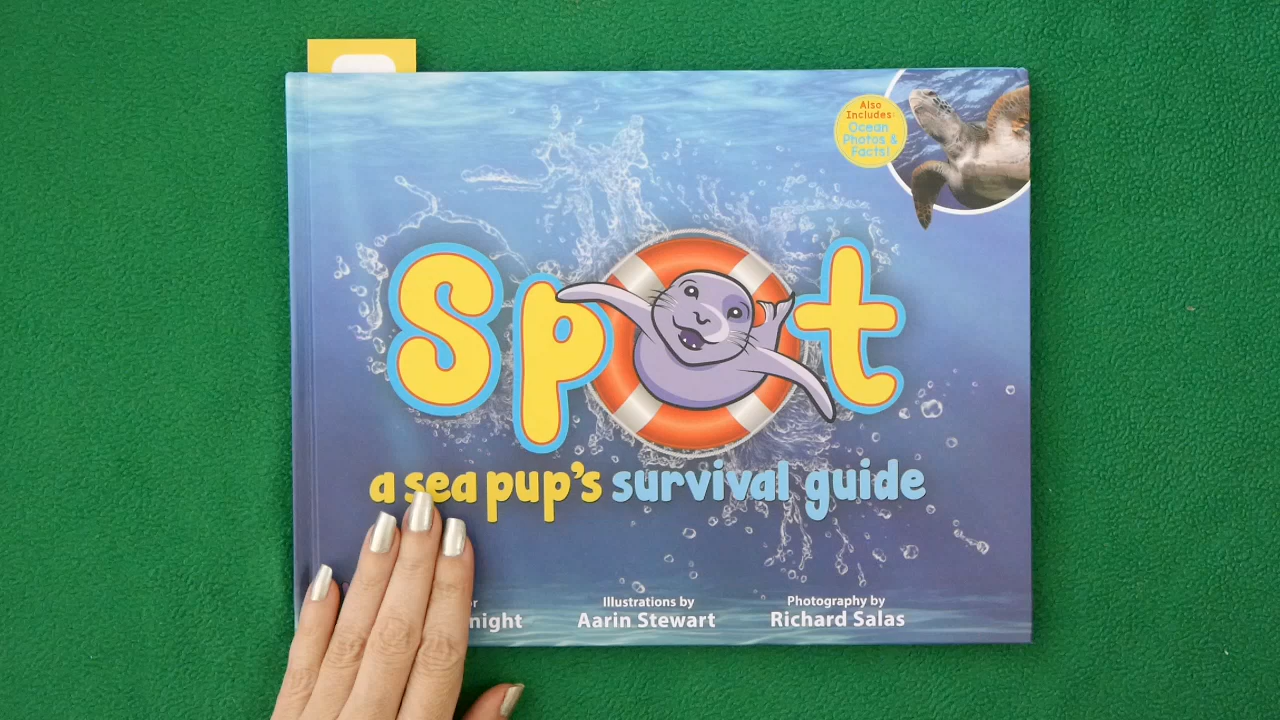 Also
Includes:
Ocean
Photos &
Facts!
Spot
a sea pup's survival guide
Illustrations by
Aarin Stewart
Photography by
Richard Salas